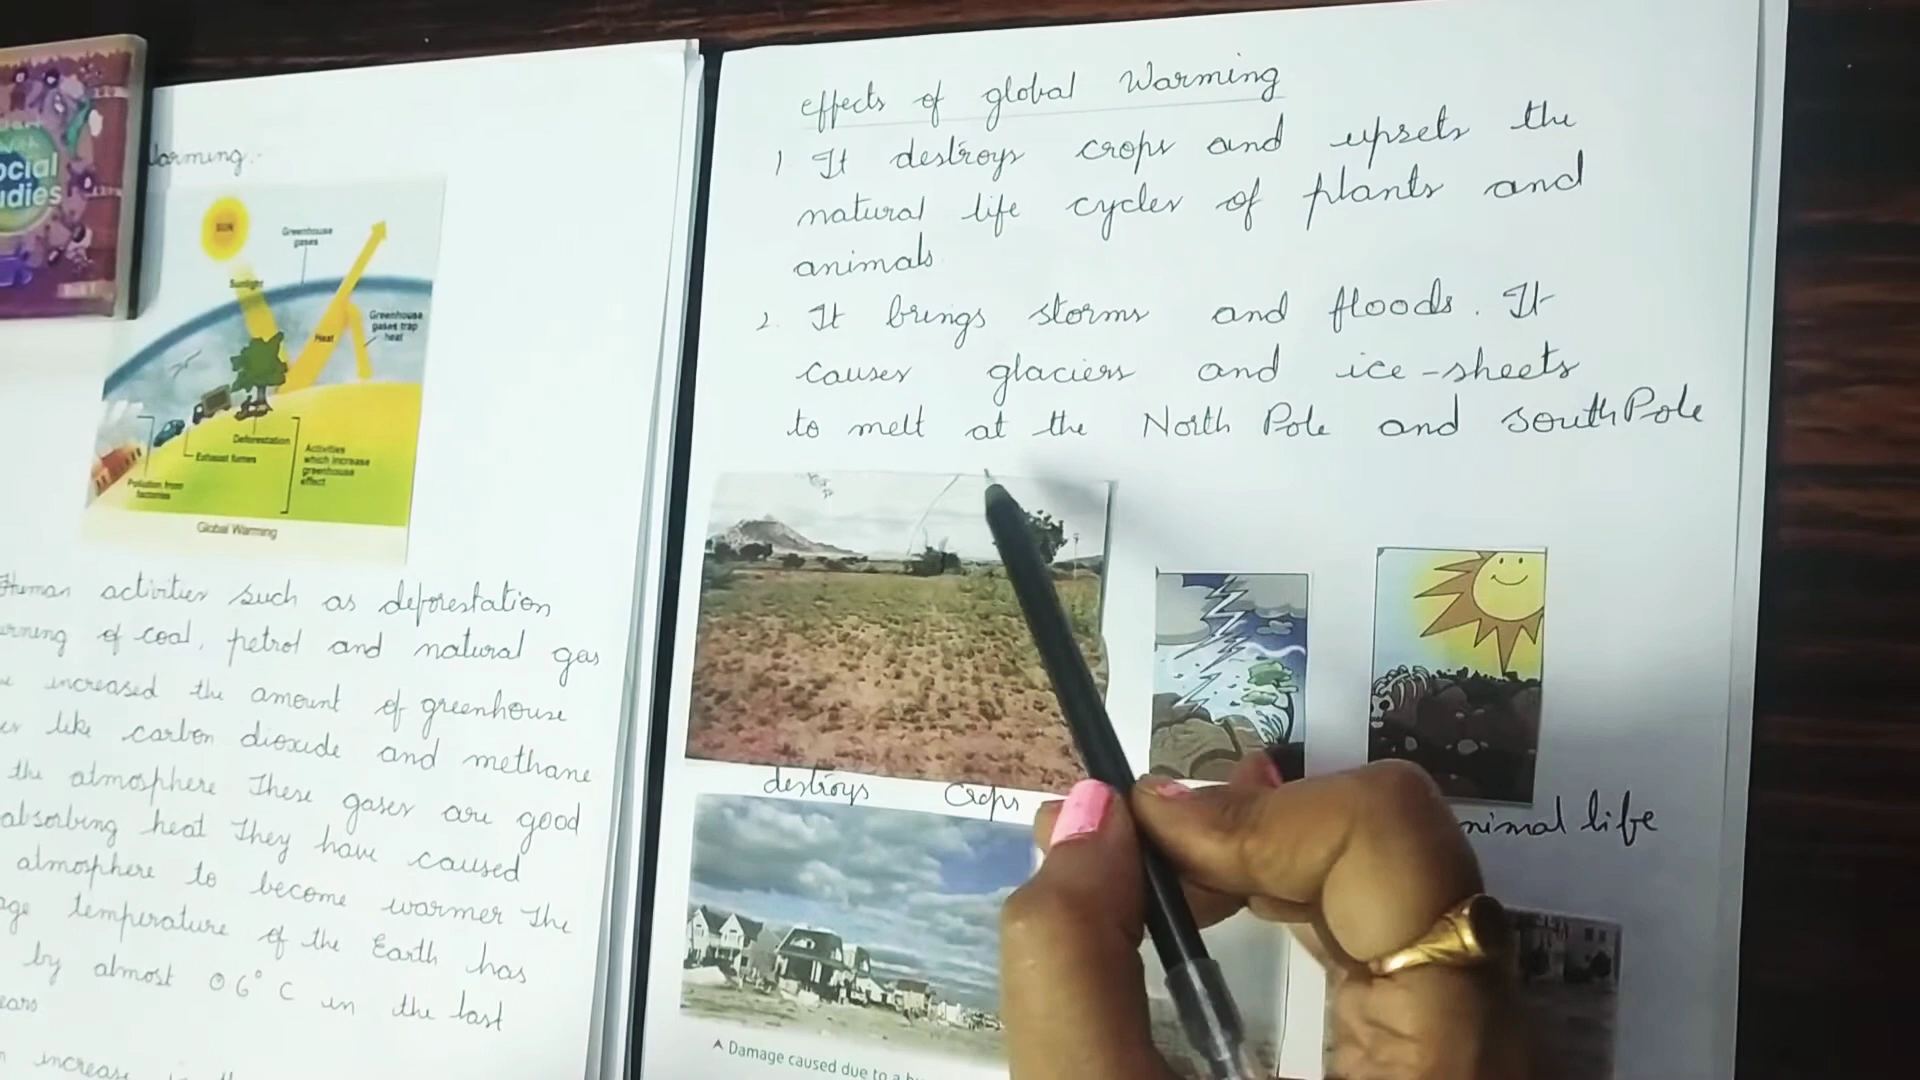 ocial
udies
Warming.
SUN
Greenhouse
gases
Sunlight
Heat
Greenhouse
gases trap
heat
Deforestation
Exhaust fumes
Pollution from
factories
Activities
which increase
greenhouse
effect
Global Warming
Human activities such as deforestation
of coal, petrol and natural gas
increased the amount of greenhouse
like carbon dioxide and methane
the atmosphere These gases are good
absorbing heat They have caused
atmosphere to become warmer The
temperature of the Earth has
by almost 06° C in the last
ears
increase
effects of global Warming
1) It destroys crops and upsets the
natural life cycles of plants and
animals
2. It brings storms and floods. It
causes glaciers and ice-sheets
to melt at the North Pole and South Pole
destroys Crops
nimal life
Damage caused due to a